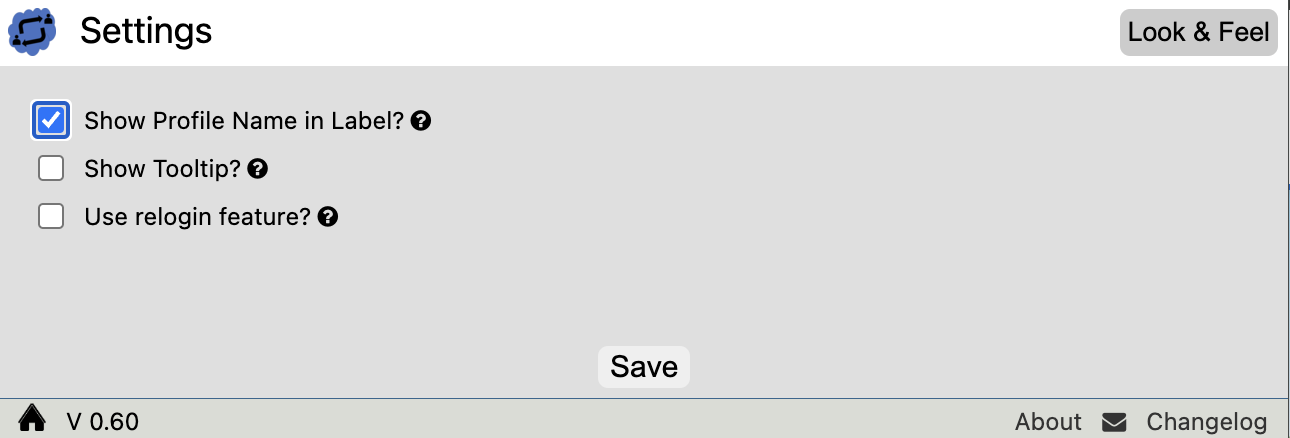 Settings
Look & Feel
Show Profile Name in Label?
Show Tooltip?
Use relogin feature?
Save
V 0.60
About
Changelog